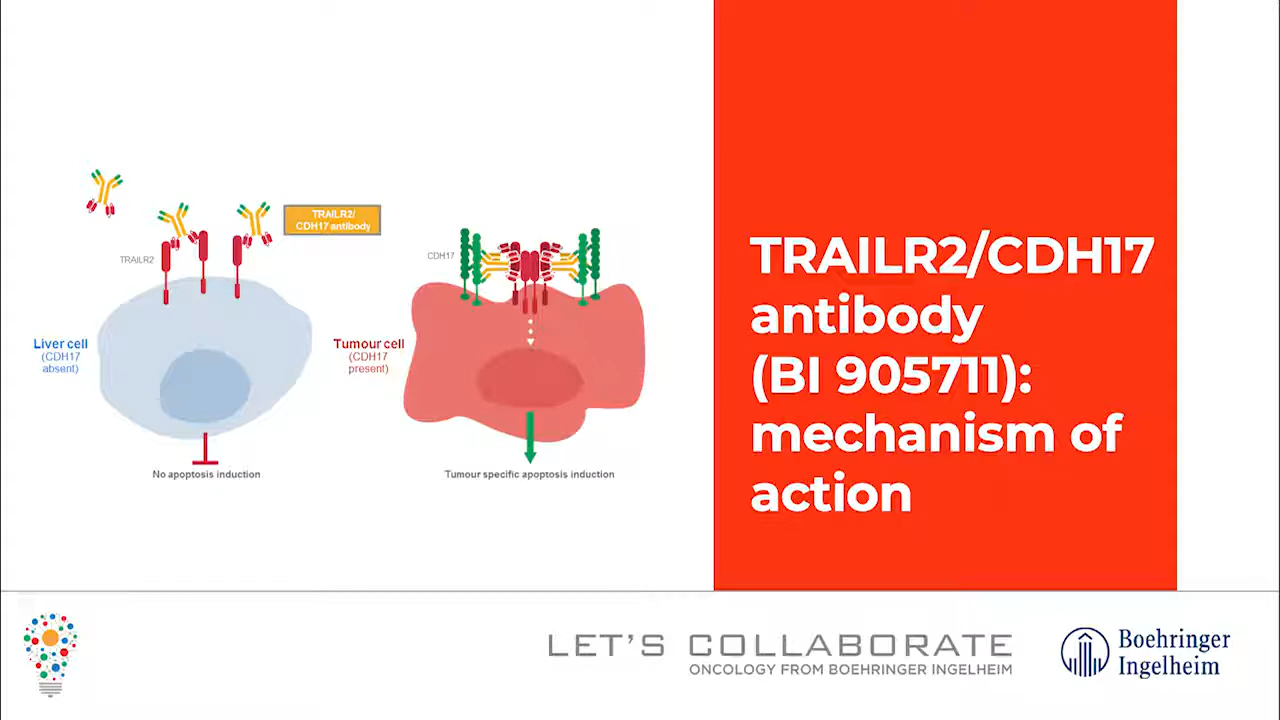 TRAILR2/
CDH17 antibody
TRAILR2
Liver cell
(CDH17
absent)
No apoptosis induction
CDH17
Tumour cell
(CDH17
present)
Tumour specific apoptosis induction
TRAILR2/CDH17
antibody
(BI 905711):
mechanism of
action
LET'S COLLABORATE
ONCOLOGY FROM BOEHRINGER INGELHEIM
Boehringer
Ingelheim